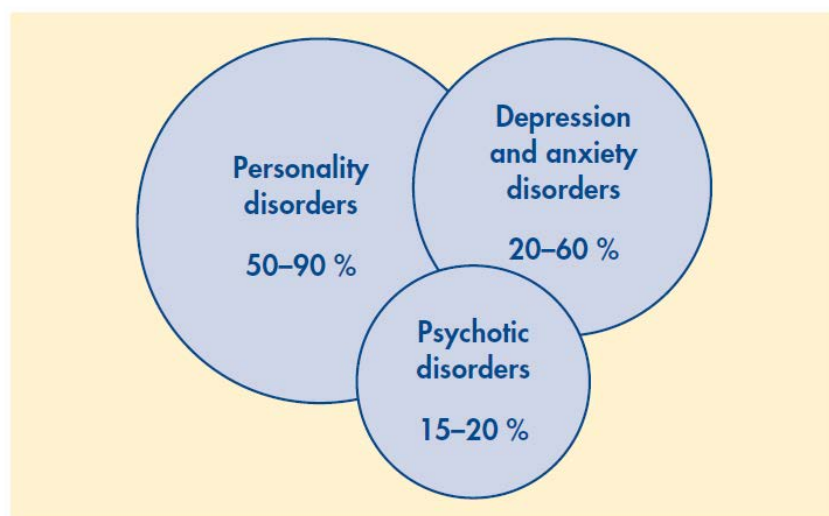 Personality
disorders
50–90 %
Depression
and anxiety
disorders
20–60 %
Psychotic
disorders
15–20 %